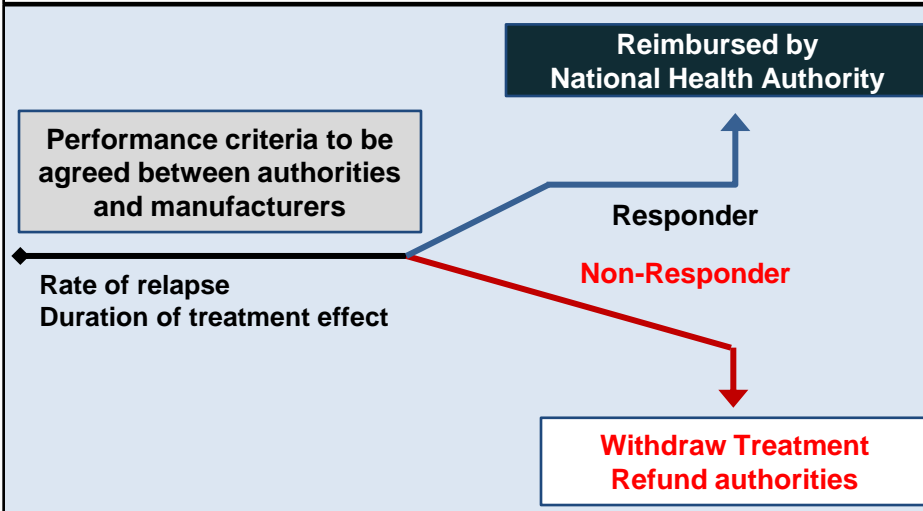 Reimbursed by
National Health Authority
Performance criteria to be
agreed between authorities
and manufacturers
Responder
Non-Responder
Rate of relapse
Duration of treatment effect
Withdraw Treatment
Refund authorities